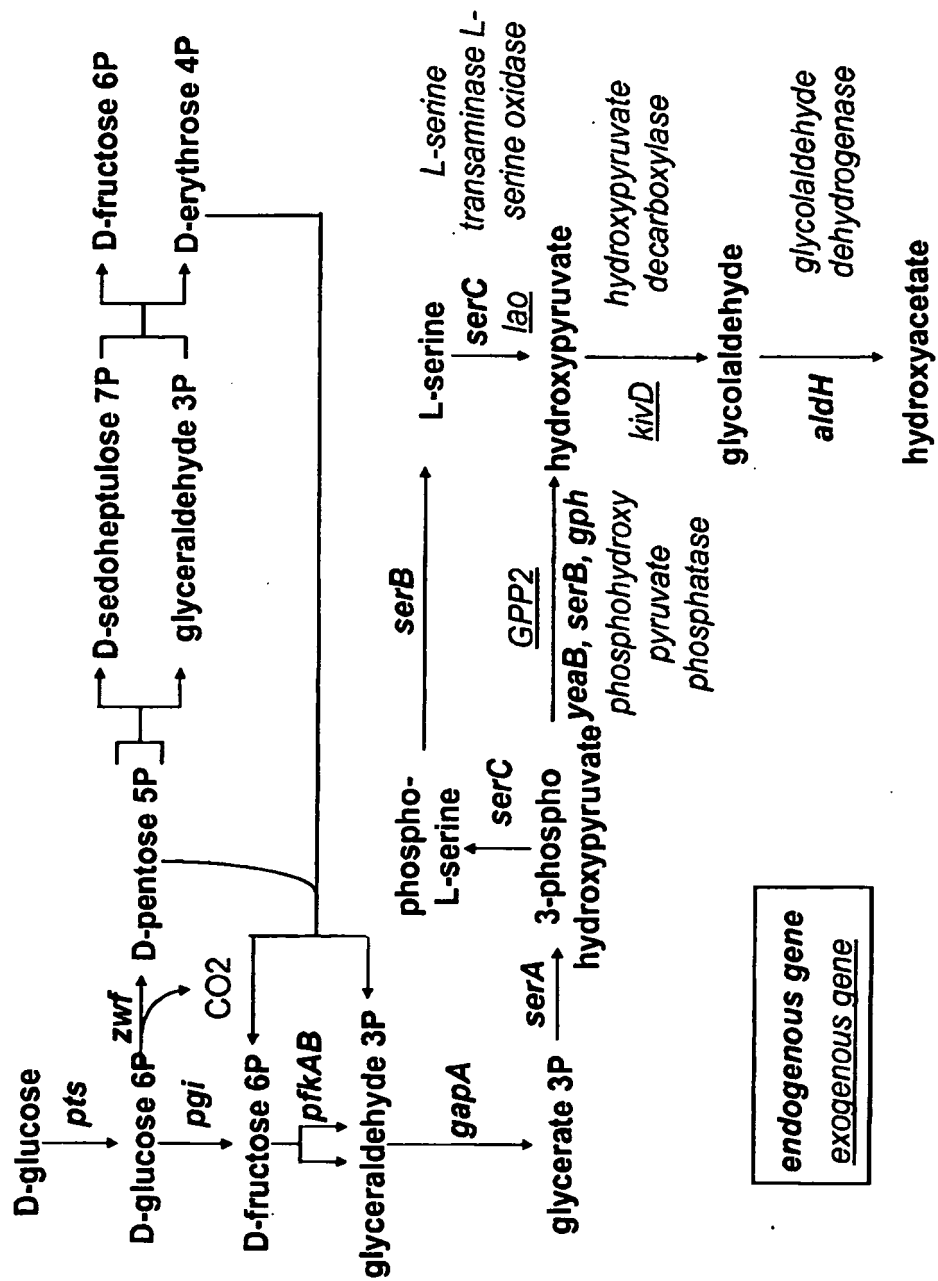 D-glucose
pts
D-glucose 6P
zwf
CO2
pgi
D-fructose 6P
pfkAB
glyceraldehyde 3P
gapA
glycerate 3P
D-pentose 5P
D-sedoheptulose 7P
glyceraldehyde 3P
D-fructose 6P
D-erythrose 4P
serA
3-phospho
hydroxypyruvate
serC
phospho-
L-serine
serB
L-serine
serC
lao
L-serine
transaminase L-
serine oxidase
GPP2
yeaB, serB, gph
phosphohydroxy
pyruvate
phosphatase
hydroxypyruvate
kivD
hydroxypyruvate
decarboxylase
glycolaldehyde
aldH
glycolaldehyde
dehydrogenase
hydroxyacetate
endogenous gene
exogenous gene